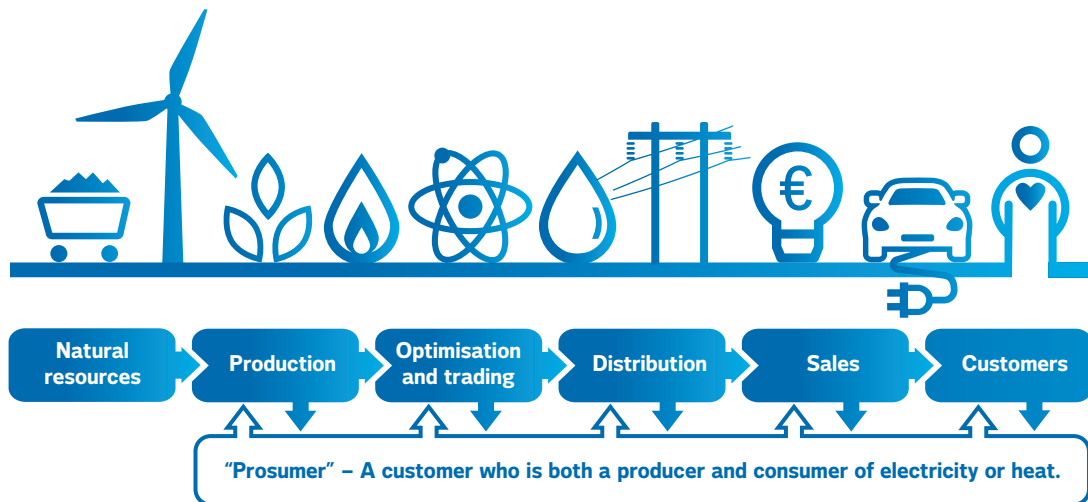 €
Natural
resources
Production
Optimisation
and trading
Distribution
Sales
Customers
“Prosumer” – A customer who is both a producer and consumer of electricity or heat.